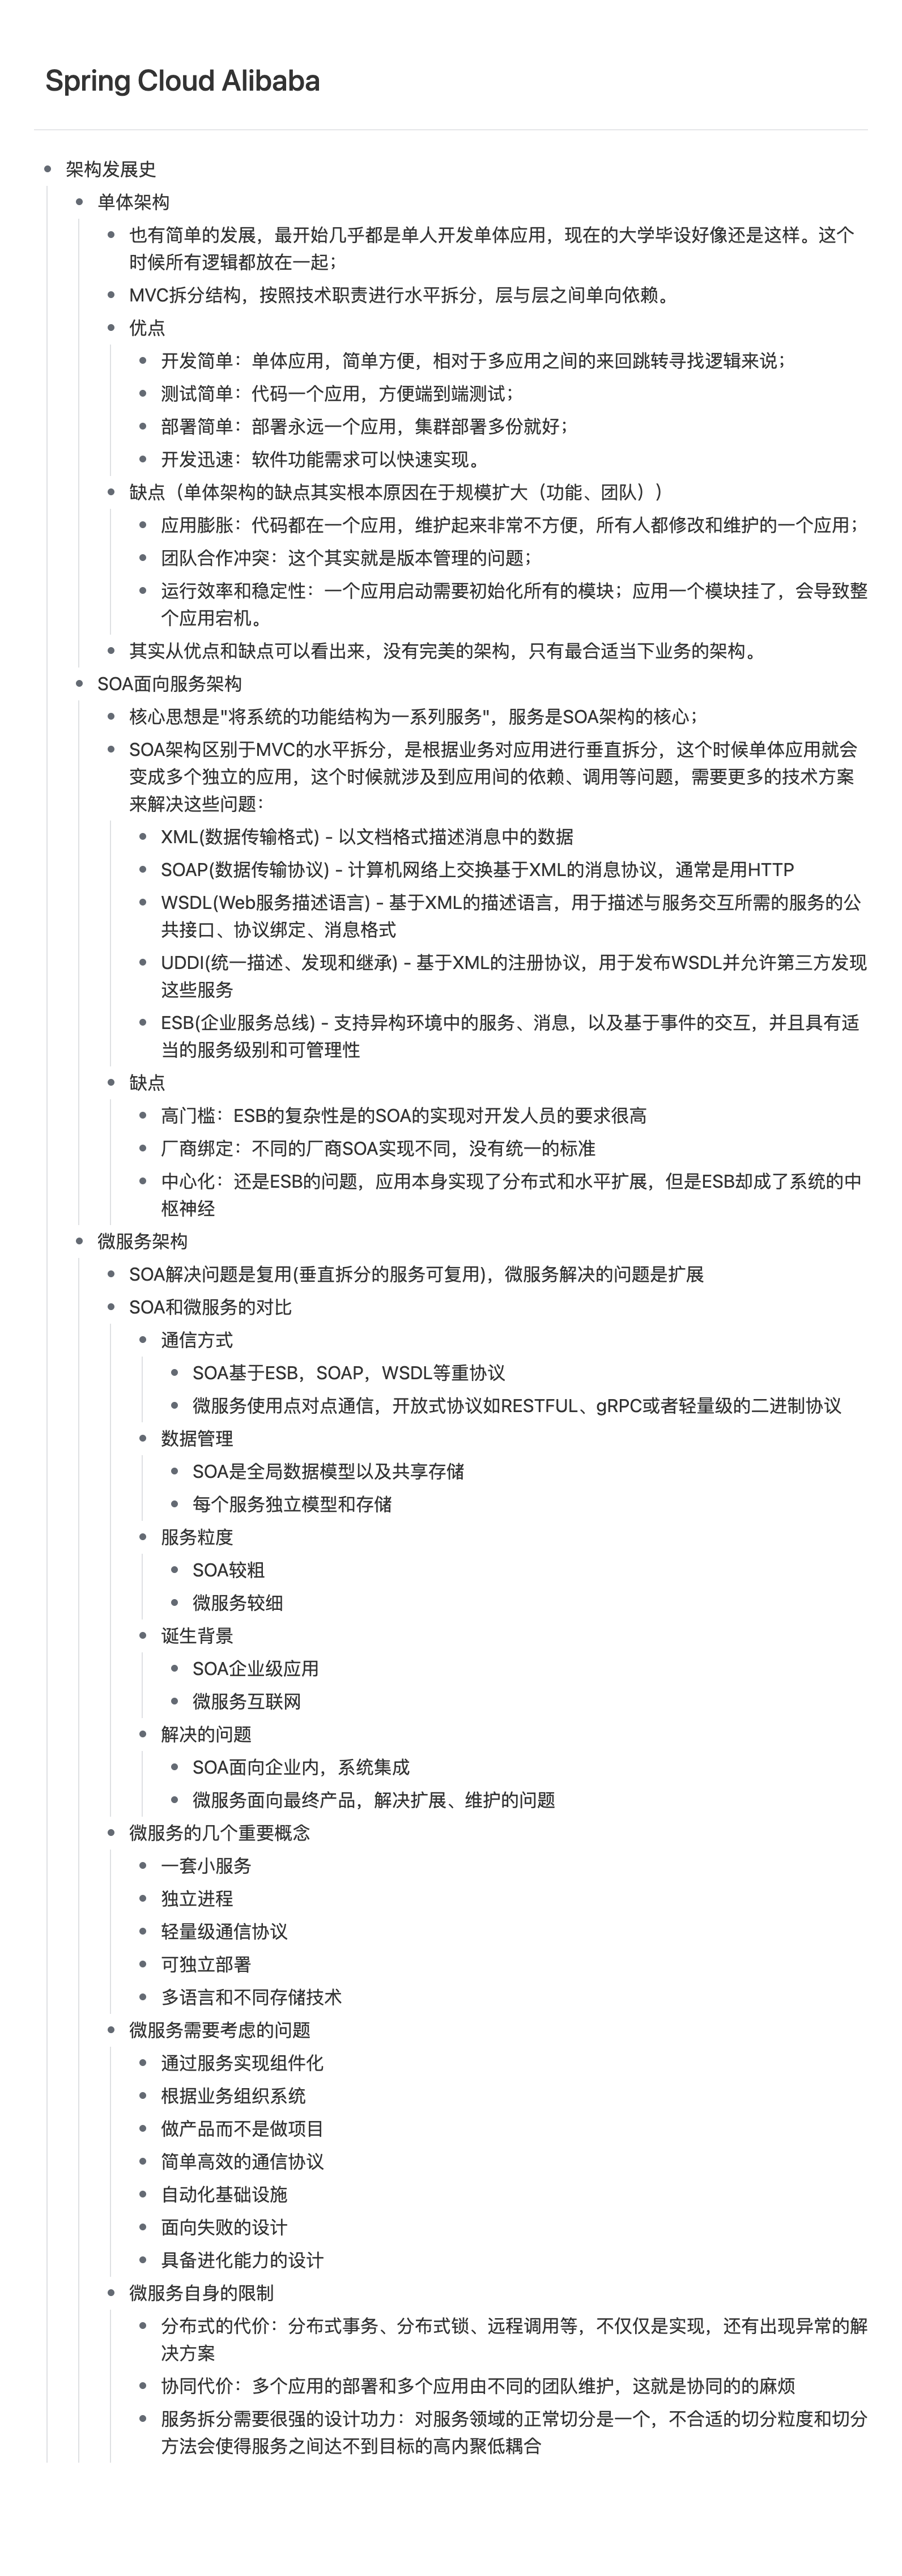 Spring Cloud Alibaba
架构发展史
单体架构
也有简单的发展，最开始几乎都是单人开发单体应用，现在的大学毕设好像还是这样。这个
时候所有逻辑都放在一起；
MVC拆分结构，按照技术职责进行水平拆分，层与层之间单向依赖。
优点
开发简单：单体应用，简单方便，相对于多应用之间的来回跳转寻找逻辑来说；
测试简单：代码一个应用，方便端到端测试；
部署简单：部署永远一个应用，集群部署多份就好；
开发迅速：软件功能需求可以快速实现。
缺点（单体架构的缺点其实根本原因在于规模扩大（功能、团队））
应用膨胀：代码都在一个应用，维护起来非常不方便，所有人都修改和维护的一个应用；
团队合作冲突：这个其实就是版本管理的问题；
运行效率和稳定性：一个应用启动需要初始化所有的模块；应用一个模块挂了，会导致整
个应用宕机。
其实从优点和缺点可以看出来，没有完美的架构，只有最合适当下业务的架构。
SOA面向服务架构
核心思想是"将系统的功能结构为一系列服务"，服务是SOA架构的核心；
SOA架构区别于MVC的水平拆分，是根据业务对应用进行垂直拆分，这个时候单体应用就会
变成多个独立的应用，这个时候就涉及到应用间的依赖、调用等问题，需要更多的技术方案
来解决这些问题：
XML(数据传输格式) - 以文档格式描述消息中的数据
SOAP(数据传输协议) - 计算机网络上交换基于XML的消息协议，通常是用HTTP
WSDL(Web服务描述语言) - 基于XML的描述语言，用于描述与服务交互所需的服务的公
共接口、协议绑定、消息格式
UDDI(统一描述、发现和继承) - 基于XML的注册协议，用于发布WSDL并允许第三方发现
这些服务
ESB(企业服务总线) - 支持异构环境中的服务、消息，以及基于事件的交互，并且具有适
当的服务级别和可管理性
缺点
高门槛：ESB的复杂性是的SOA的实现对开发人员的要求很高
厂商绑定：不同的厂商SOA实现不同，没有统一的标准
中心化：还是ESB的问题，应用本身实现了分布式和水平扩展，但是ESB却成了系统的中
枢神经
微服务架构
SOA解决问题是复用(垂直拆分的服务可复用)，微服务解决的问题是扩展
SOA和微服务的对比
通信方式
SOA基于ESB，SOAP，WSDL等重协议
微服务使用点对点通信，开放式协议如RESTFUL、gRPC或者轻量级的二进制协议
数据管理
SOA是全局数据模型以及共享存储
每个服务独立模型和存储
服务粒度
SOA较粗
微服务较细
诞生背景
SOA企业级应用
微服务互联网
解决的问题
SOA面向企业内，系统集成
微服务面向最终产品，解决扩展、维护的问题
微服务的几个重要概念
一套小服务
独立进程
轻量级通信协议
可独立部署
多语言和不同存储技术
微服务需要考虑的问题
通过服务实现组件化
根据业务组织系统
做产品而不是做项目
简单高效的通信协议
自动化基础设施
面向失败的设计
具备进化能力的设计
微服务自身的限制
分布式的代价：分布式事务、分布式锁、远程调用等，不仅仅是实现，还有出现异常的解
决方案
协同代价：多个应用的部署和多个应用由不同的团队维护，这就是协同的的麻烦
服务拆分需要很强的设计功力：对服务领域的正常切分是一个，不合适的切分粒度和切分
方法会使得服务之间达不到目标的高内聚低耦合